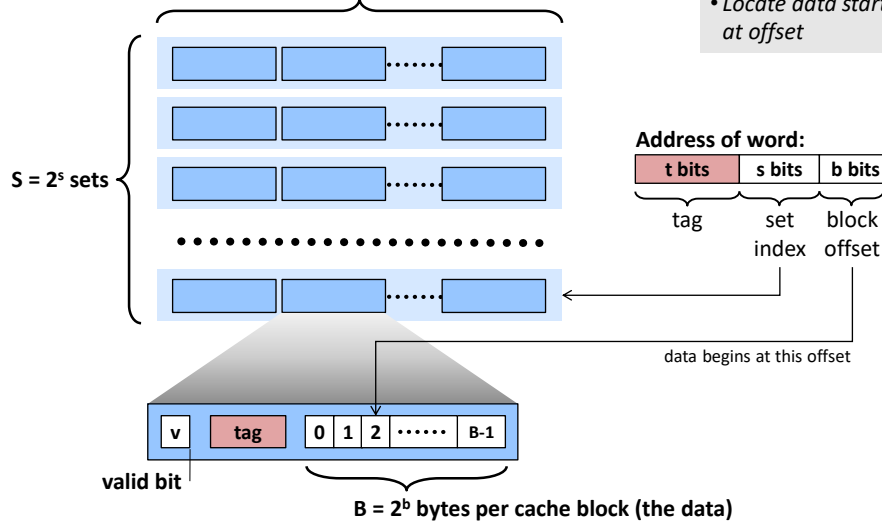 • Locate data start
at offset
Address of word:
t bits s bits b bits
S = 2ˢ sets
tag set block
index offset
data begins at this offset
v tag 0 1 2 B-1
valid bit
B = 2ᵇ bytes per cache block (the data)